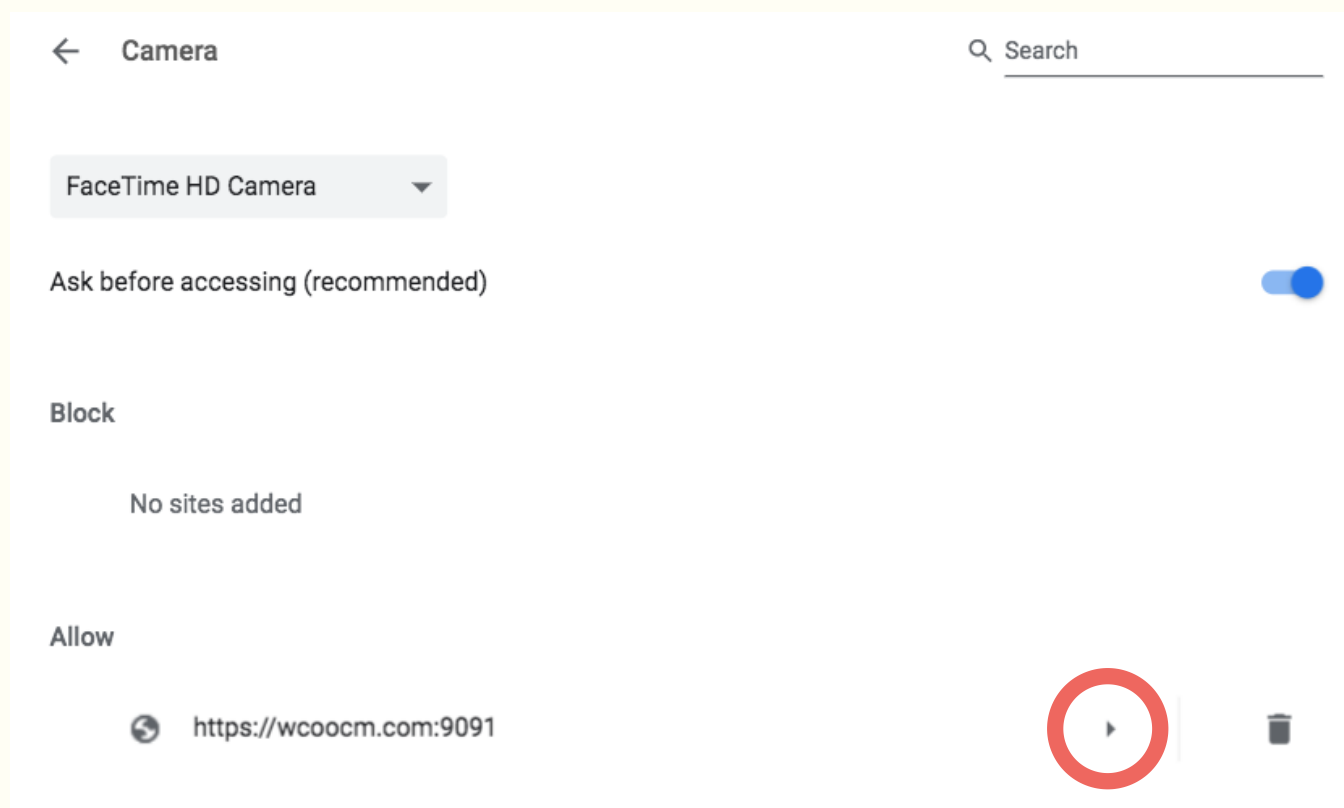 Camera
Search
FaceTime HD Camera
Ask before accessing (recommended)
Block
No sites added
Allow
https://wcoocm.com:9091